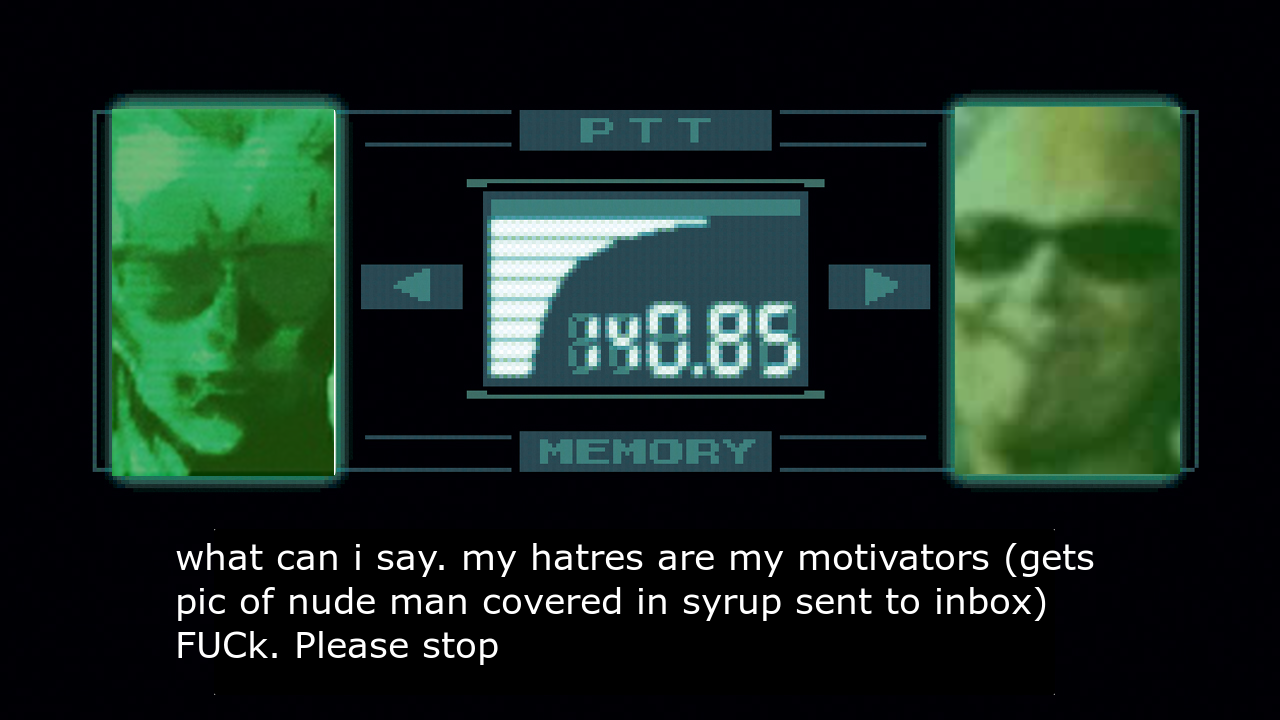 PTT
140.85
MEMORY
what can i say. my hatres are my motivators (gets
pic of nude man covered in syrup sent to inbox)
FUCk. Please stop